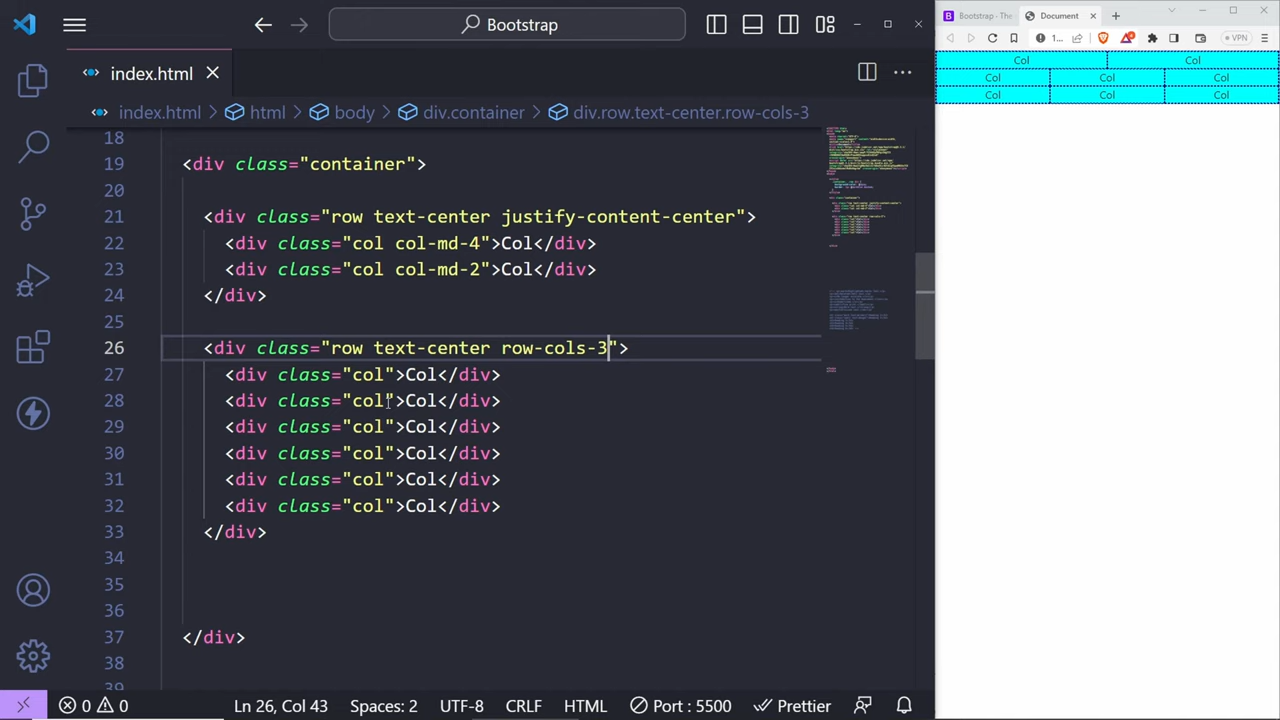 Bootstrap
Bootstrap - The
Document
1...
VPN
index.html
index.html
html
body
div.container
div.row.text-center.row-cols-3
18
19 <div class="container">
20
21 <div class="row text-center justify-content-center">
22 <div class="col col-md-4">Col</div>
23 <div class="col col-md-2">Col</div>
24 </div>
25
26 <div class="row text-center row-cols-3">
27 <div class="col">Col</div>
28 <div class="col">Col</div>
29 <div class="col">Col</div>
30 <div class="col">Col</div>
31 <div class="col">Col</div>
32 <div class="col">Col</div>
33 </div>
34
35
36
37 </div>
38
39
Col Col
Col Col Col
Col Col Col
0 0 Ln 26, Col 43 Spaces: 2 UTF-8 CRLF HTML Port : 5500 Prettier